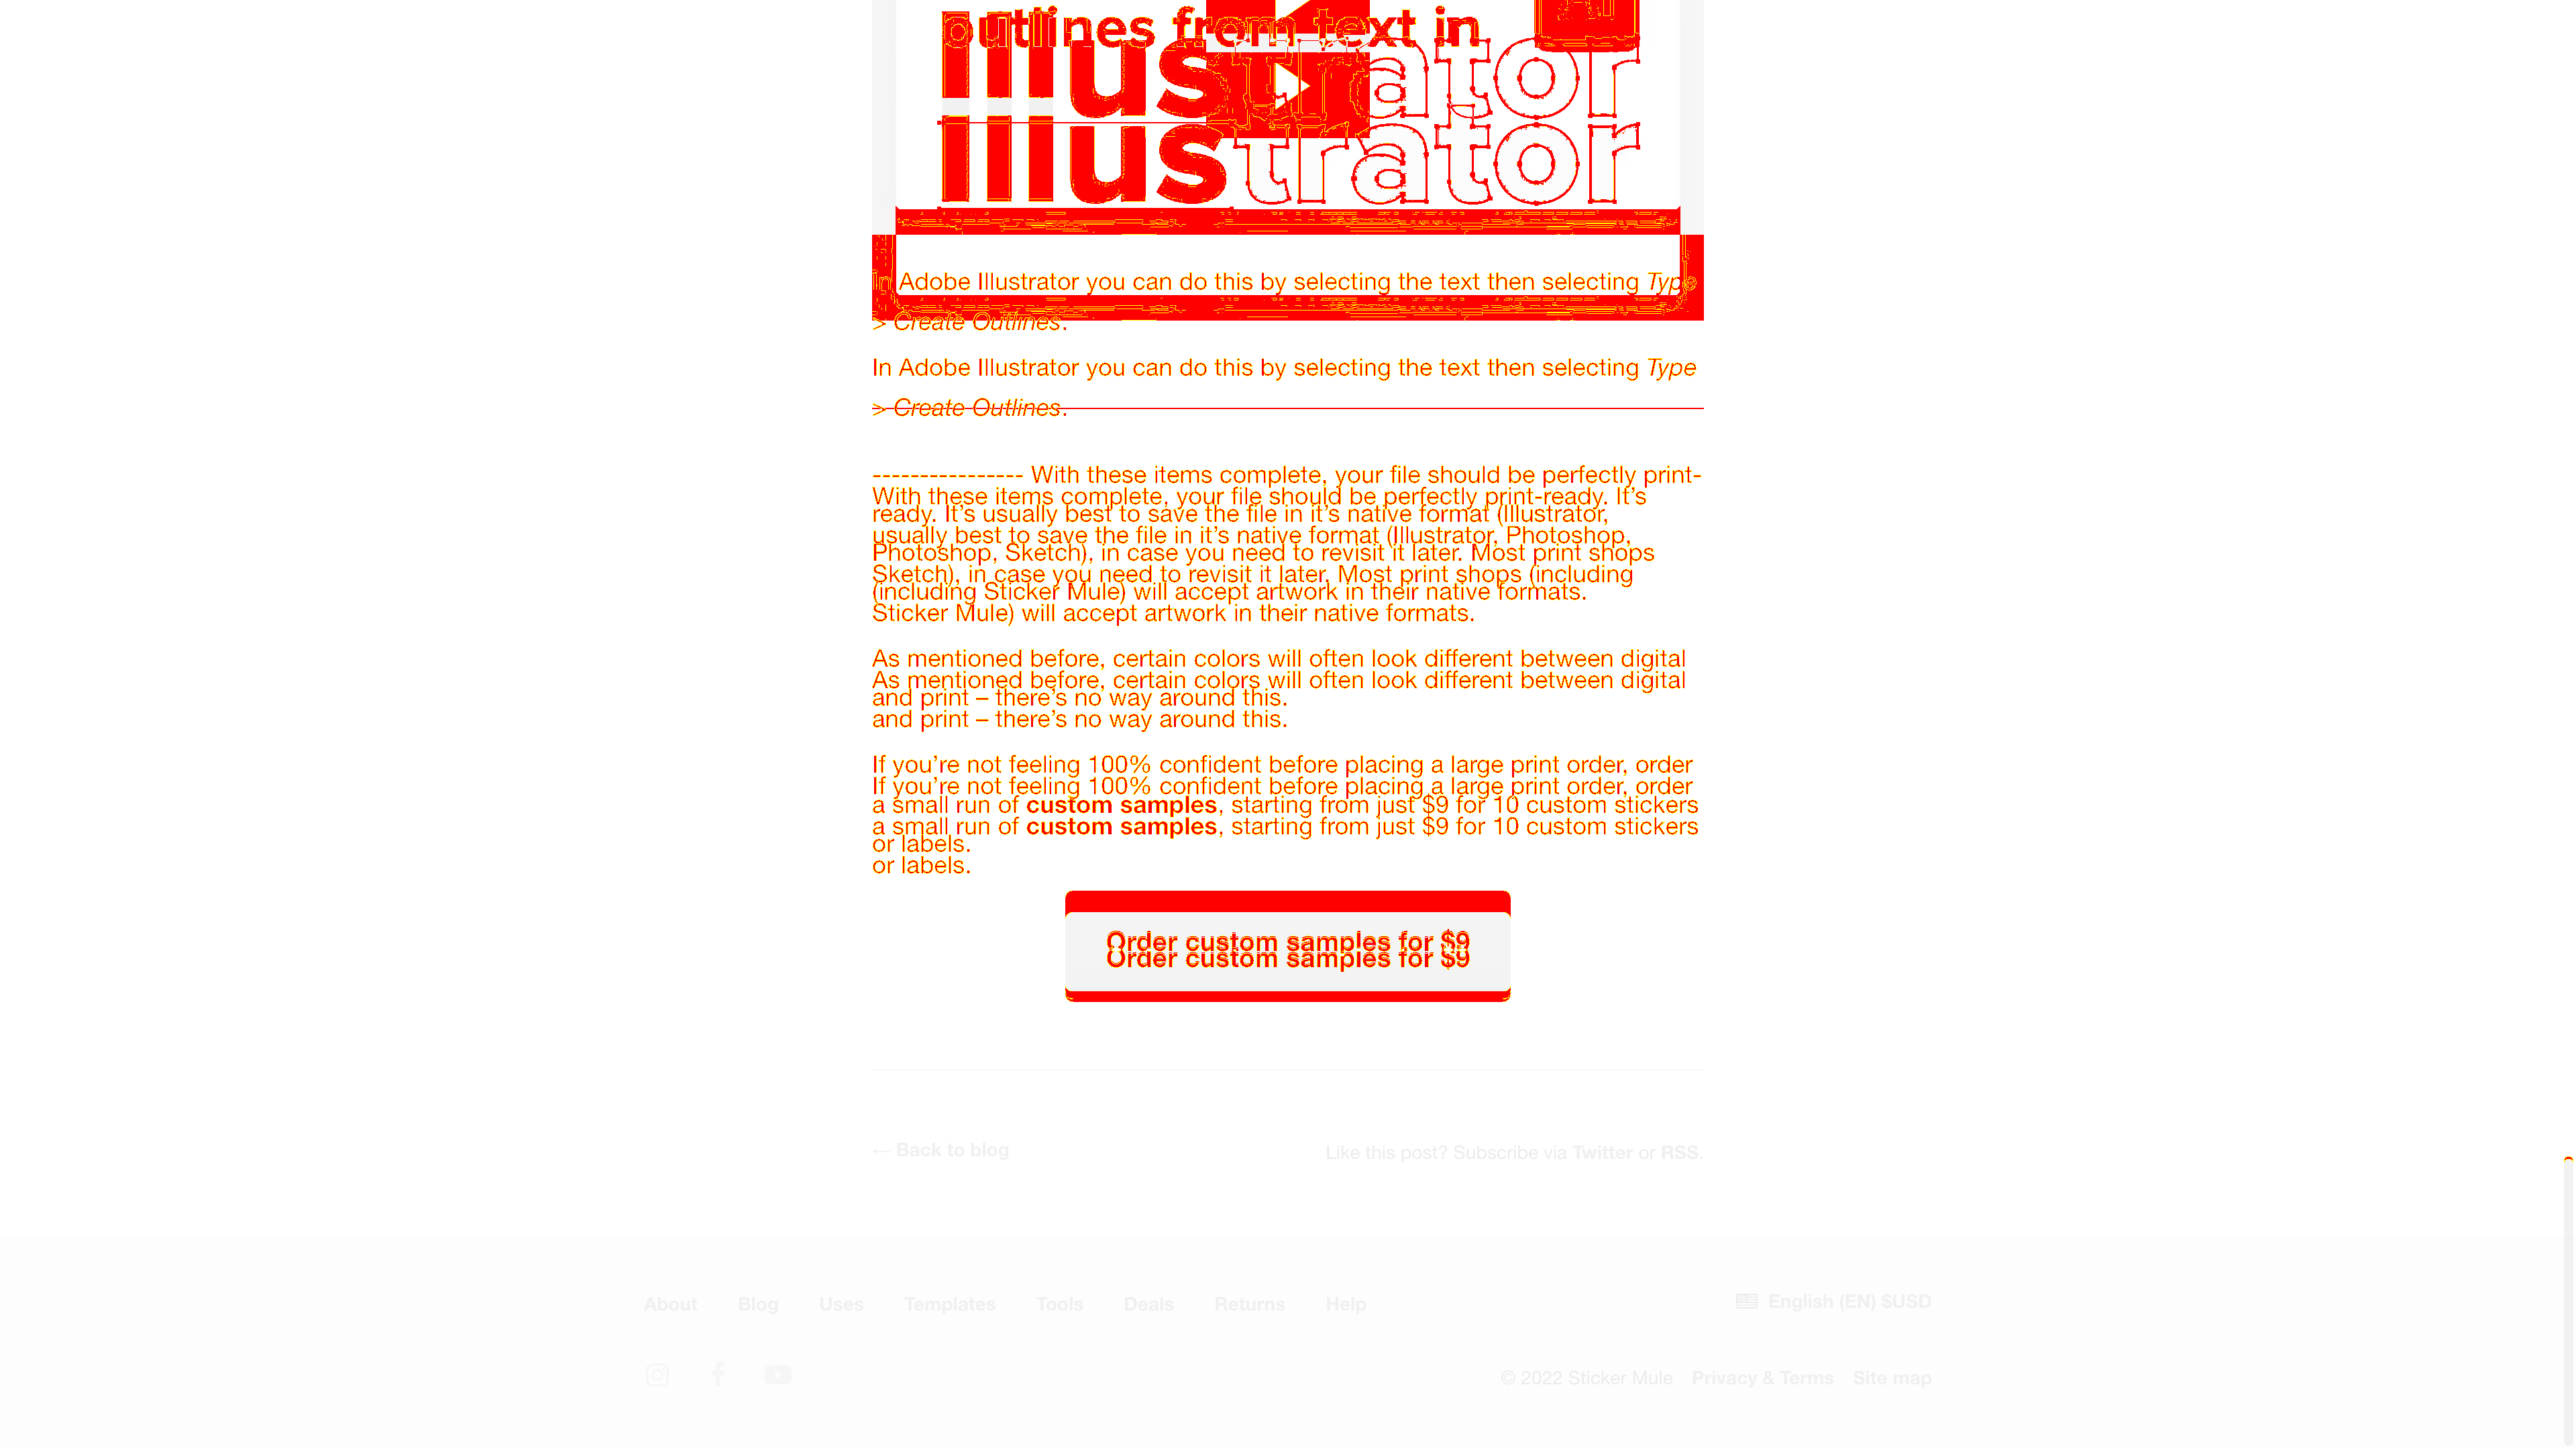 outlines from text in
Illustrator
Illustrator
In Adobe Illustrator you can do this by selecting the text then selecting Type
> Create Outlines.
In Adobe Illustrator you can do this by selecting the text then selecting Type
> Create Outlines.
---------------- With these items complete, your file should be perfectly print-
With these items complete, your file should be perfectly print-ready. It’s
ready. It’s usually best to save the file in it’s native format (Illustrator,
usually best to save the file in it’s native format (Illustrator, Photoshop,
Photoshop, Sketch), in case you need to revisit it later. Most print shops
Sketch), in case you need to revisit it later. Most print shops (including
(including Sticker Mule) will accept artwork in their native formats.
Sticker Mule) will accept artwork in their native formats.
As mentioned before, certain colors will often look different between digital
As mentioned before, certain colors will often look different between digital
and print – there’s no way around this.
and print – there’s no way around this.
If you’re not feeling 100% confident before placing a large print order, order
If you’re not feeling 100% confident before placing a large print order, order
a small run of custom samples, starting from just $9 for 10 custom stickers
a small run of custom samples, starting from just $9 for 10 custom stickers
or labels.
or labels.
Order custom samples for $9
Order custom samples for $9
← Back to blog
Like this post? Subscribe via Twitter or RSS.
About Blog Uses Templates Tools Deals Returns Help
English (EN) $USD
© 2022 Sticker Mule Privacy & Terms Site map